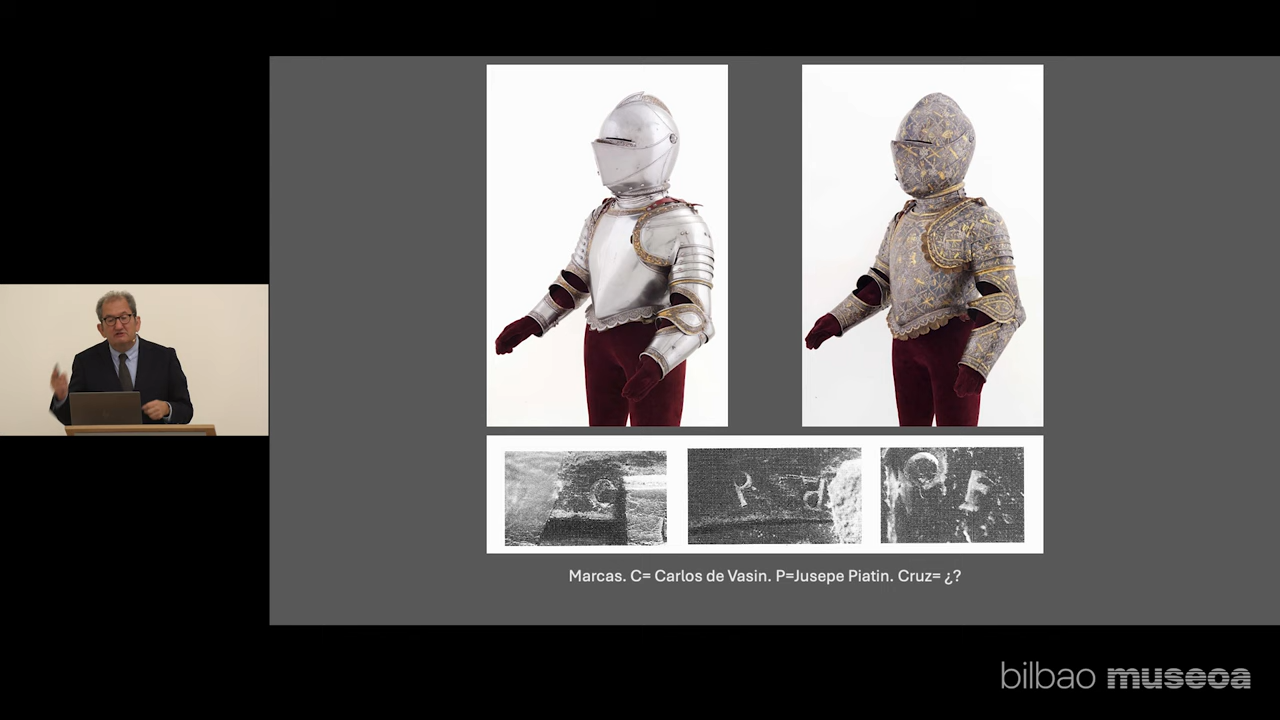 C
P d
C F
Marcas. C= Carlos de Vasin. P=Jusepe Piatin. Cruz= ¿?
bilbao museoa